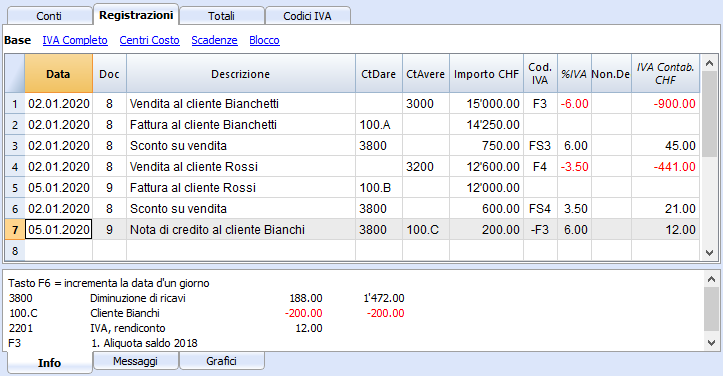 Conti Registrazioni Totali Codici IVA
Base IVA Completo Centri Costo Scadenze Blocco
Data Doc Descrizione CtDare CtAvere Importo CHF Cod. IVA %IVA Non.De IVA Contab. CHF
1 02.01.2020 8 Vendita al cliente Bianchetti 3000 15'000.00 F3 -6.00 -900.00
2 02.01.2020 8 Fattura al cliente Bianchetti 100.A 14'250.00
3 02.01.2020 8 Sconto su vendita 3800 750.00 FS3 6.00 45.00
4 02.01.2020 8 Vendita al cliente Rossi 3200 12'600.00 F4 -3.50 -441.00
5 05.01.2020 9 Fattura al cliente Rossi 100.B 12'000.00
6 02.01.2020 8 Sconto su vendita 3800 600.00 FS4 3.50 21.00
7 05.01.2020 9 Nota di credito al cliente Bianchi 3800 100.C 200.00 -F3 6.00 12.00
8
Tasto F6 = incrementa la data d'un giorno
3800 Diminuzione di ricavi 188.00 1'472.00
100.C Cliente Bianchi -200.00 -200.00
2201 IVA, rendiconto 12.00
F3 1. Aliquota saldo 2018
Info Messaggi Grafici